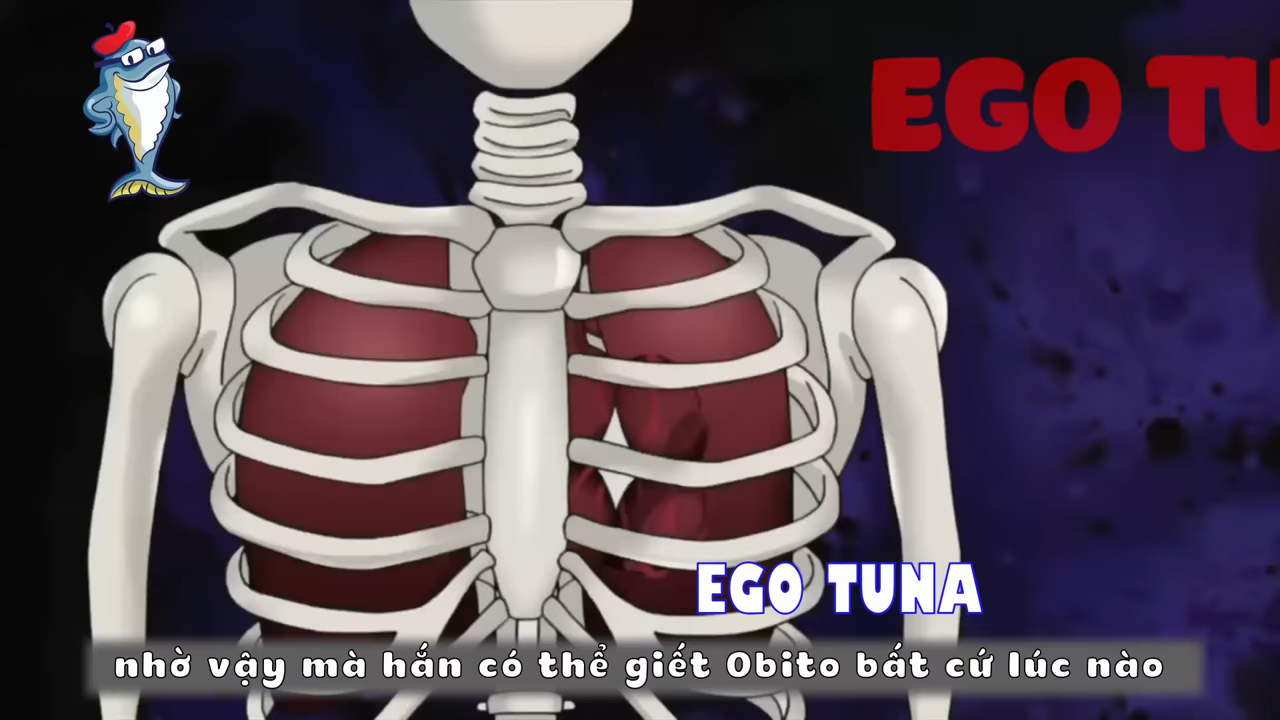 EGO TU
EGO TUNA
nhờ vậy mà hắn có thể giết Obito bất cứ lúc nào